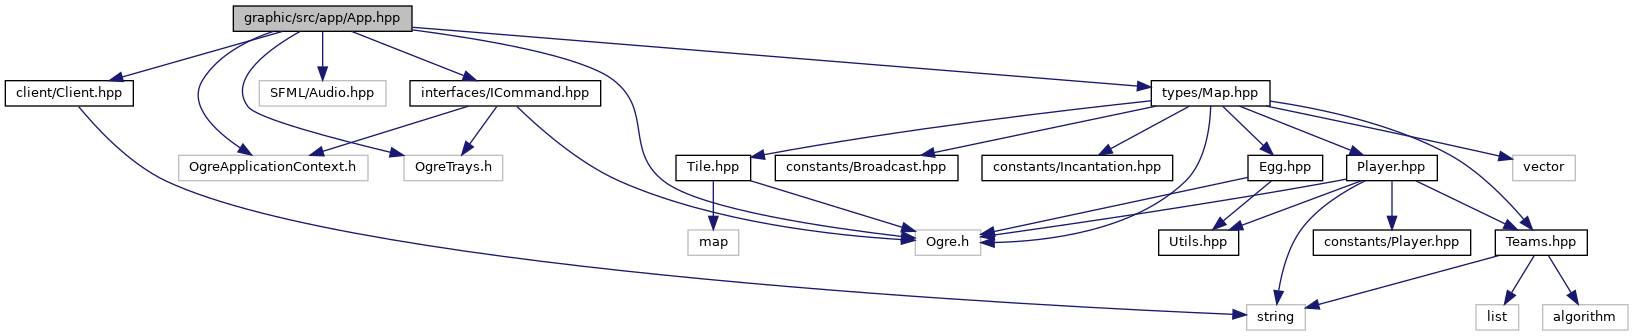 graphic/src/app/App.hpp
client/Client.hpp
SFML/Audio.hpp
interfaces/ICommand.hpp
types/Map.hpp
OgreApplicationContext.h
OgreTrays.h
Tile.hpp
constants/Broadcast.hpp
constants/Incantation.hpp
Egg.hpp
Player.hpp
vector
map
Ogre.h
Utils.hpp
constants/Player.hpp
Teams.hpp
string
list
algorithm